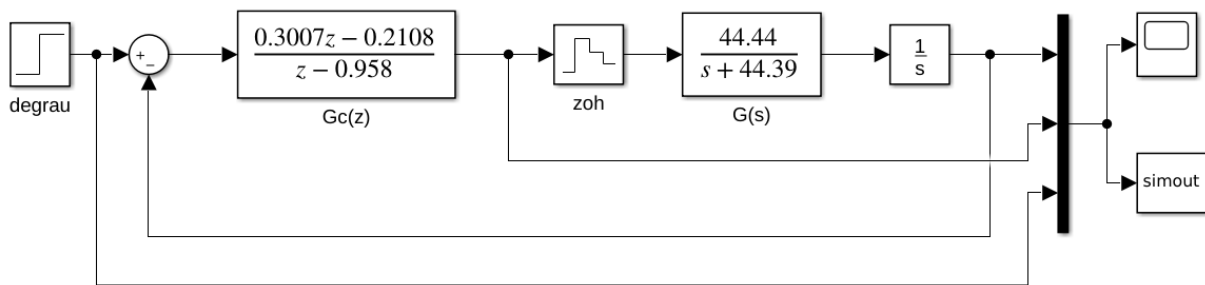 degrau
+
−
0.3007z − 0.2108
z − 0.958
Gc(z)
zoh
44.44
s + 44.39
G(s)
1
s
simout